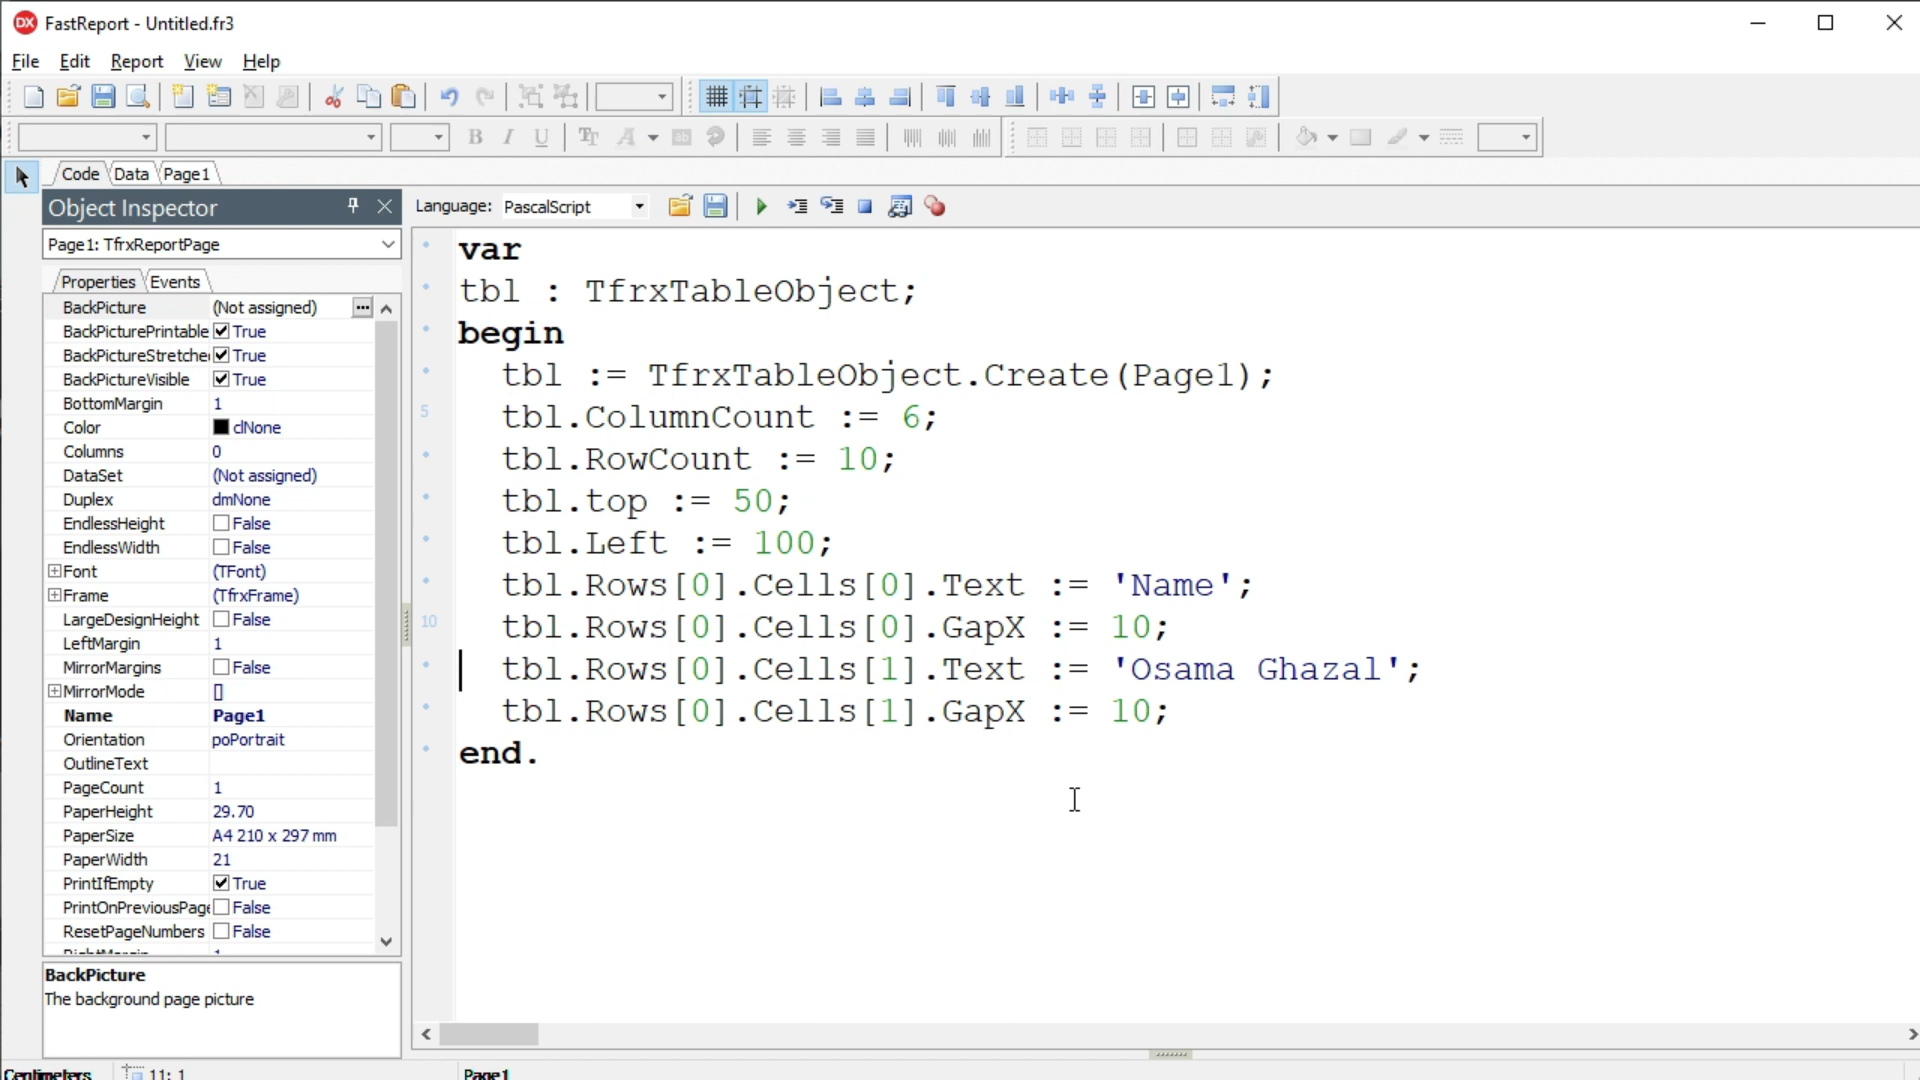 FastReport - Untitled.fr3
File Edit Report View Help
Code Data Page1
Object Inspector
Language: PascalScript
Page1: TfrxReportPage
Properties Events
BackPicture (Not assigned)
BackPicturePrintable True
BackPictureStretche True
BackPictureVisible True
BottomMargin 1
Color clNone
Columns 0
DataSet (Not assigned)
Duplex dmNone
EndlessHeight False
EndlessWidth False
Font (TFont)
Frame (TfrxFrame)
LargeDesignHeight False
LeftMargin 1
MirrorMargins False
MirrorMode []
Name Page1
Orientation poPortrait
OutlineText
PageCount 1
PaperHeight 29.70
PaperSize A4 210 x 297 mm
PaperWidth 21
PrintIfEmpty True
PrintOnPreviousPage False
ResetPageNumbers False
BackPicture
The background page picture
var
tbl : TfrxTableObject;
begin
tbl := TfrxTableObject.Create(Page1);
5 tbl.ColumnCount := 6;
tbl.RowCount := 10;
tbl.top := 50;
tbl.Left := 100;
tbl.Rows[0].Cells[0].Text := 'Name';
10 tbl.Rows[0].Cells[0].GapX := 10;
tbl.Rows[0].Cells[1].Text := 'Osama Ghazal';
tbl.Rows[0].Cells[1].GapX := 10;
end.
Centimeters 11: 1 Page1